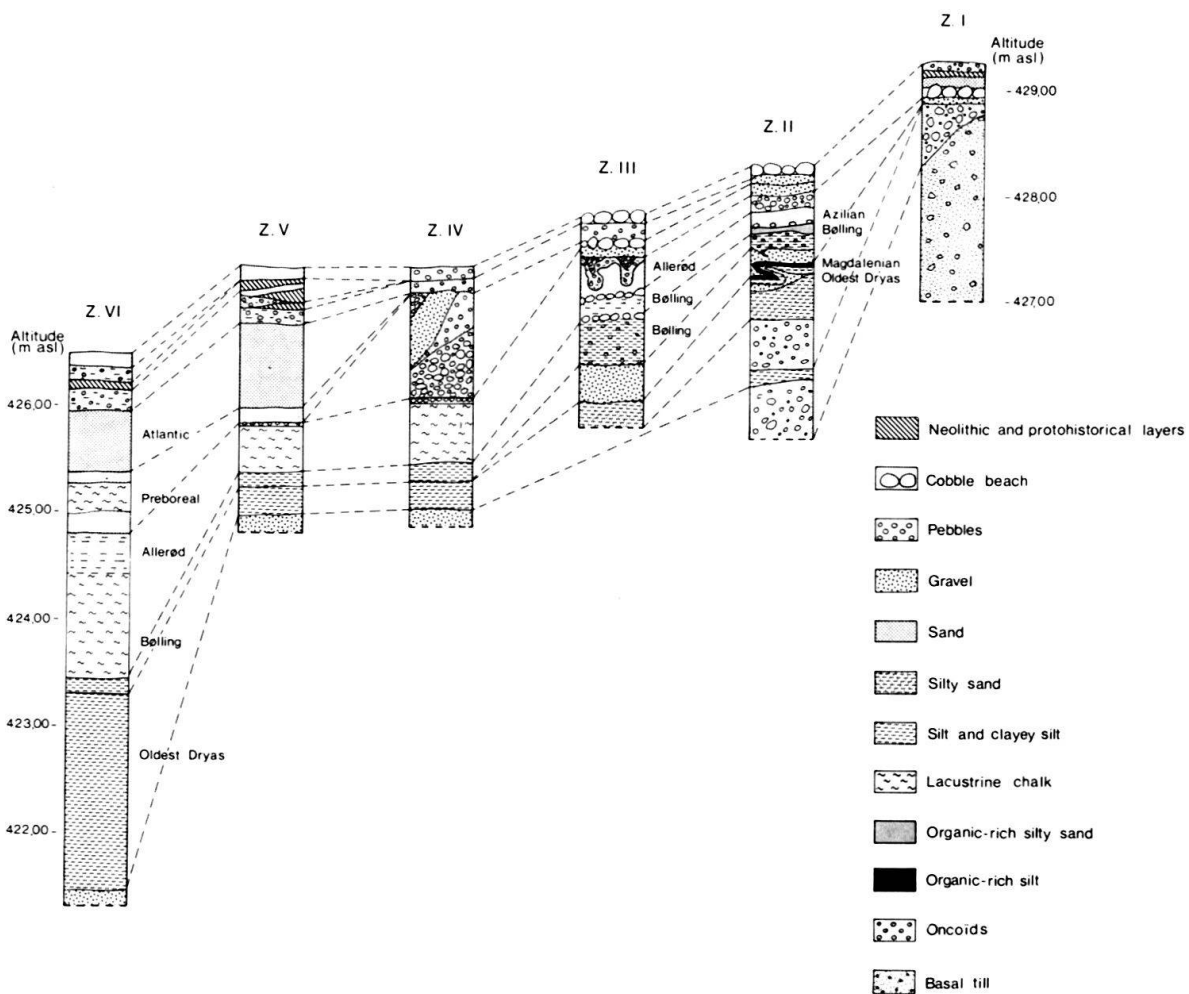 Z. I
Altitude
(m asl)
- 429,00
Z. II
- 428,00
Z. III
Azilian
Bølling
Z. V
Z. IV
Allerød
Magdalenian
Oldest Dryas
Bølling
- 427,00
Z. VI
Altitude
(m asl)
Bølling
426,00 -
Atlantic
Neolithic and protohistorical layers
Cobble beach
Preboreal
425,00 -
Pebbles
Allerød
Gravel
424,00 -
Bølling
Sand
Silty sand
423,00 -
Oldest Dryas
Silt and clayey silt
Lacustrine chalk
422,00 -
Organic-rich silty sand
Organic-rich silt
Oncoïds
Basal till